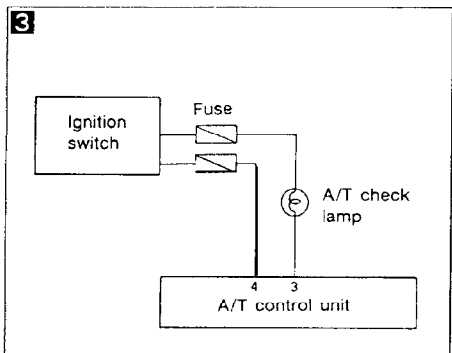 3
Ignition
switch
Fuse
A/T check
lamp
4 3
A/T control unit